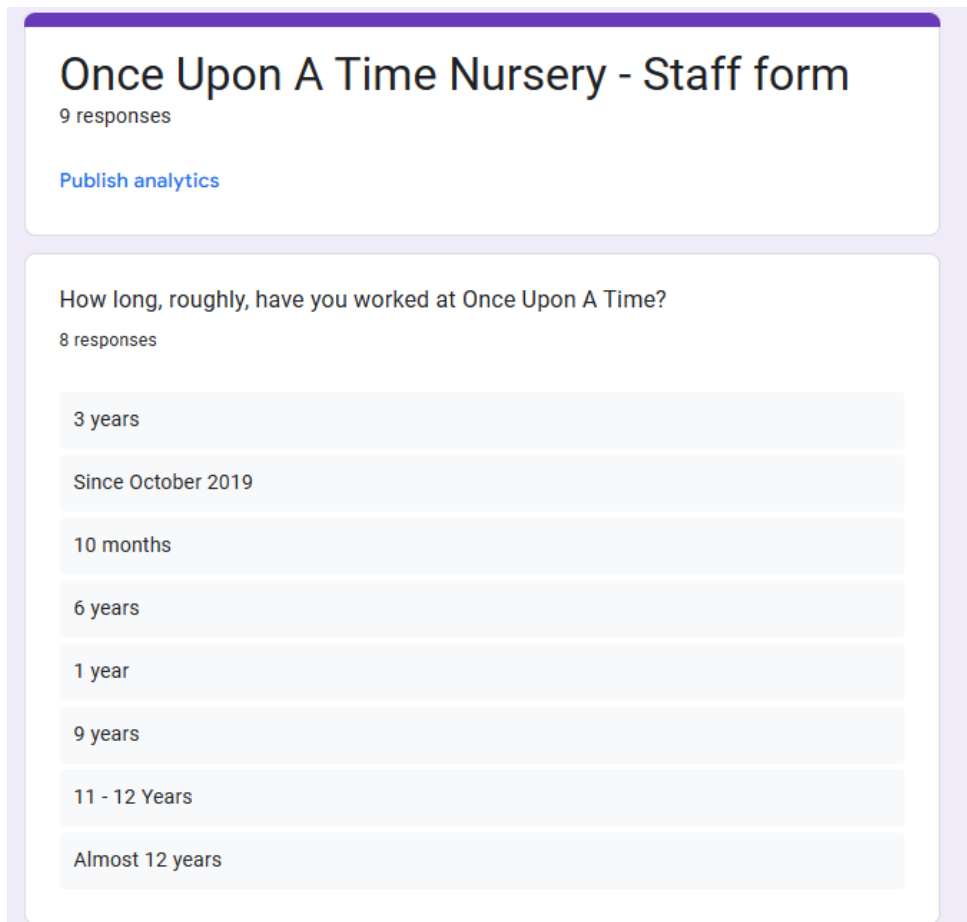 Once Upon A Time Nursery - Staff form
9 responses
Publish analytics
How long, roughly, have you worked at Once Upon A Time?
8 responses
3 years
Since October 2019
10 months
6 years
1 year
9 years
11 - 12 Years
Almost 12 years